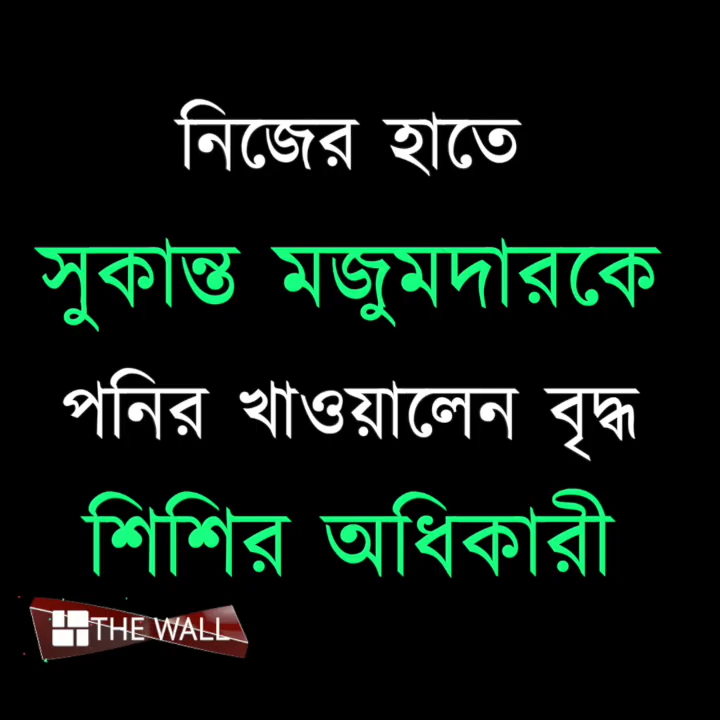 নিজের হাতে
সুকান্ত মজুমদারকে
পনির খাওয়ালেন বৃদ্ধ
শিশির অধিকারী
THE WALL